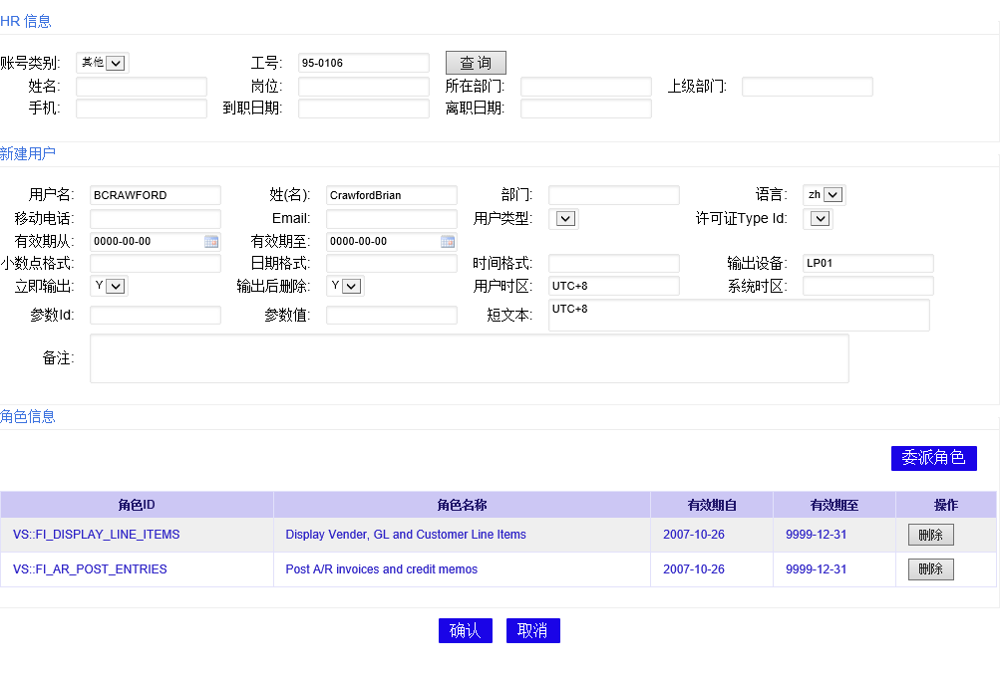 HR 信息
账号类别: 其他 工号: 95-0106 查 询
姓名: 岗位: 所在部门: 上级部门:
手机: 到职日期: 离职日期:
新建用户
用户名: BCRAWFORD 姓(名): CrawfordBrian 部门: 语言: zh
移动电话: Email: 用户类型: 许可证Type Id:
有效期从: 0000-00-00 有效期至: 0000-00-00
小数点格式: 日期格式: 时间格式: 输出设备: LP01
立即输出: Y 输出后删除: Y 用户时区: UTC+8 系统时区:
参数Id: 参数值: 短文本: UTC+8
备注:
角色信息
委派角色
角色ID 角色名称 有效期自 有效期至 操作
VS::FI_DISPLAY_LINE_ITEMS Display Vender, GL and Customer Line Items 2007-10-26 9999-12-31 删除
VS::FI_AR_POST_ENTRIES Post A/R invoices and credit memos 2007-10-26 9999-12-31 删除
确认 取消